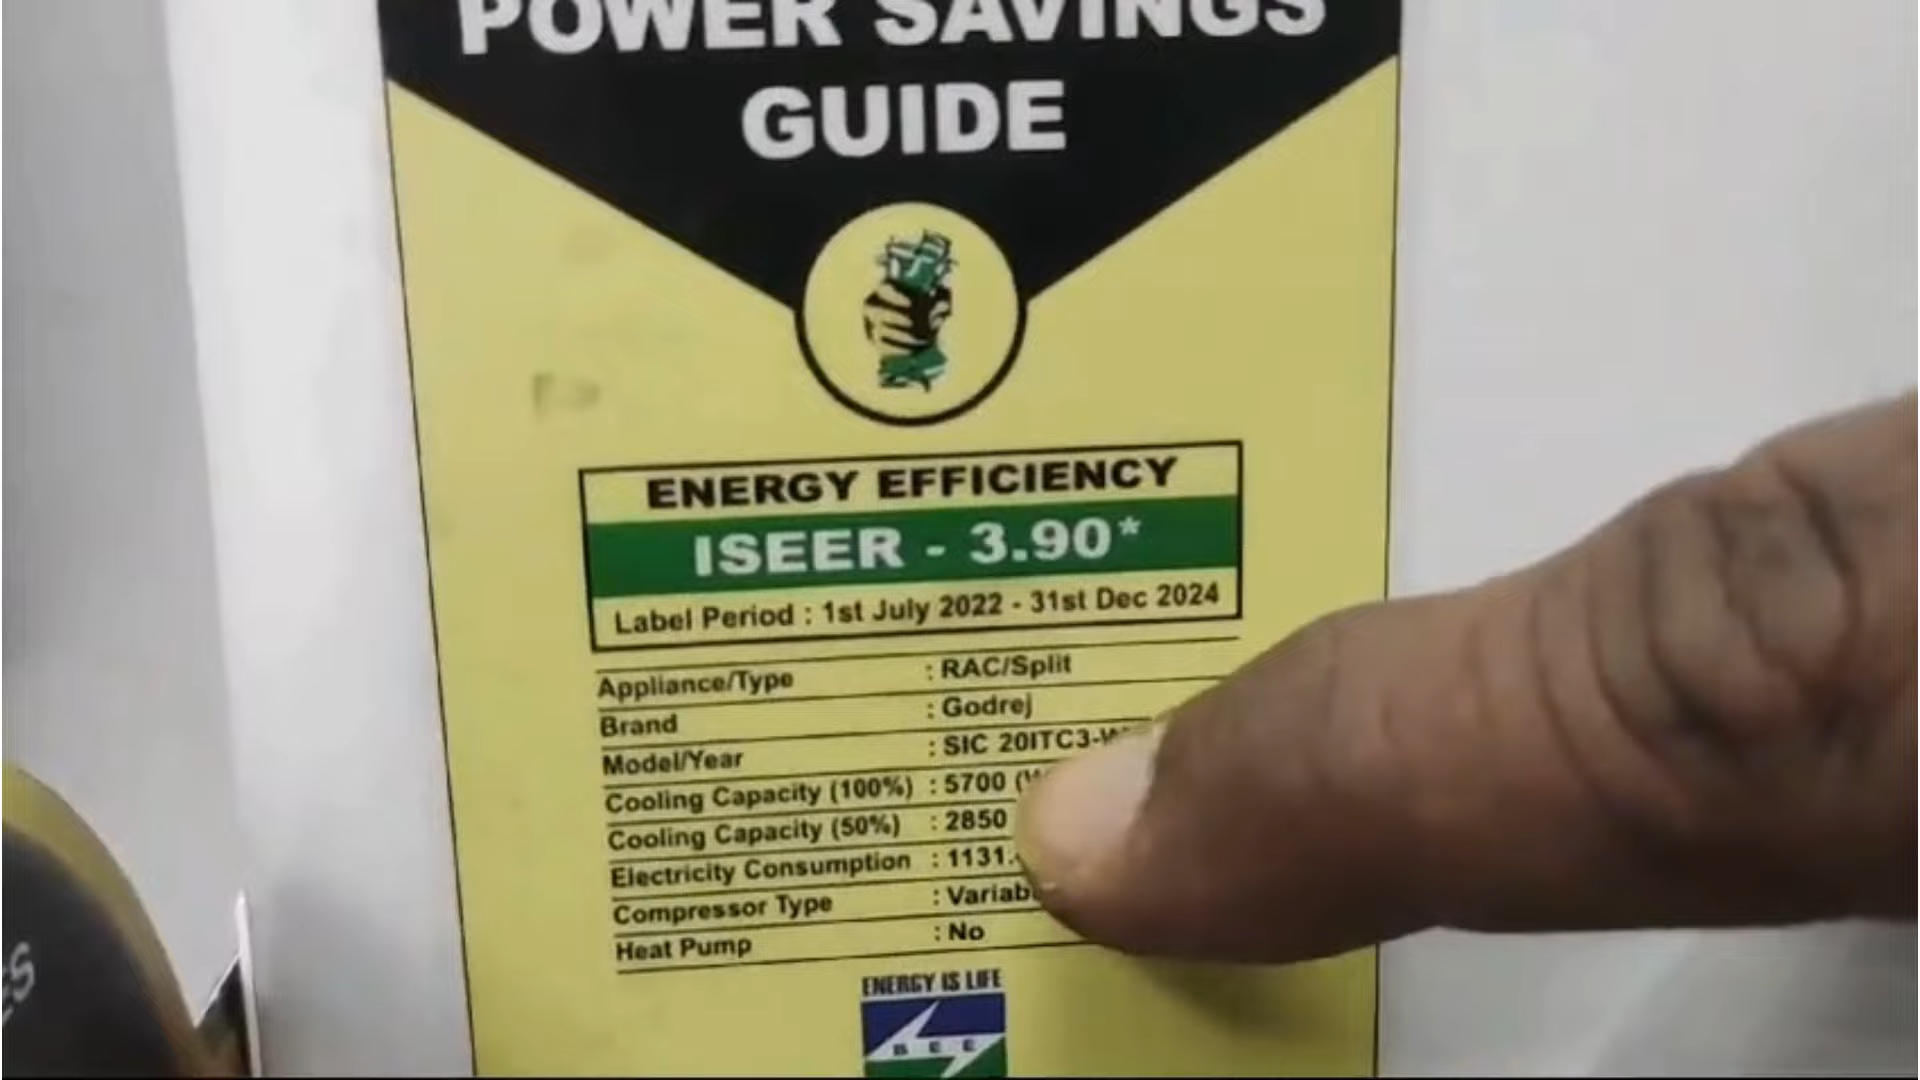 POWER SAVINGS
GUIDE
ENERGY EFFICIENCY
ISEER - 3.90*
Label Period : 1st July 2022 - 31st Dec 2024
Appliance/Type : RAC/Split
Brand : Godrej
Model/Year : SIC 20ITC3-W
Cooling Capacity (100%) : 5700 (W
Cooling Capacity (50%) : 2850
Electricity Consumption : 1131.
Compressor Type : Variab
Heat Pump : No
ENERGY IS LIFE
BEE